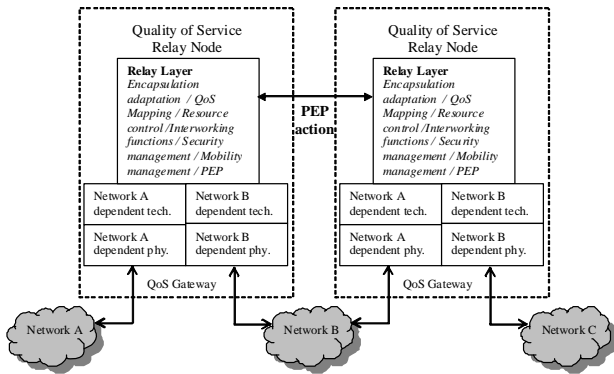 Quality of Service
Relay Node
Relay Layer
Encapsulation
adaptation / QoS
Mapping / Resource
control /Interworking
functions / Security
management / Mobility
management / PEP
Network A
dependent tech.
Network B
dependent tech.
Network A
dependent phy.
Network B
dependent phy.
QoS Gateway
PEP
action
Quality of Service
Relay Node
Relay Layer
Encapsulation
adaptation / QoS
Mapping / Resource
control /Interworking
functions / Security
management / Mobility
management / PEP
Network A
dependent tech.
Network B
dependent tech.
Network A
dependent phy.
Network B
dependent phy.
QoS Gateway
Network A
Network B
Network C